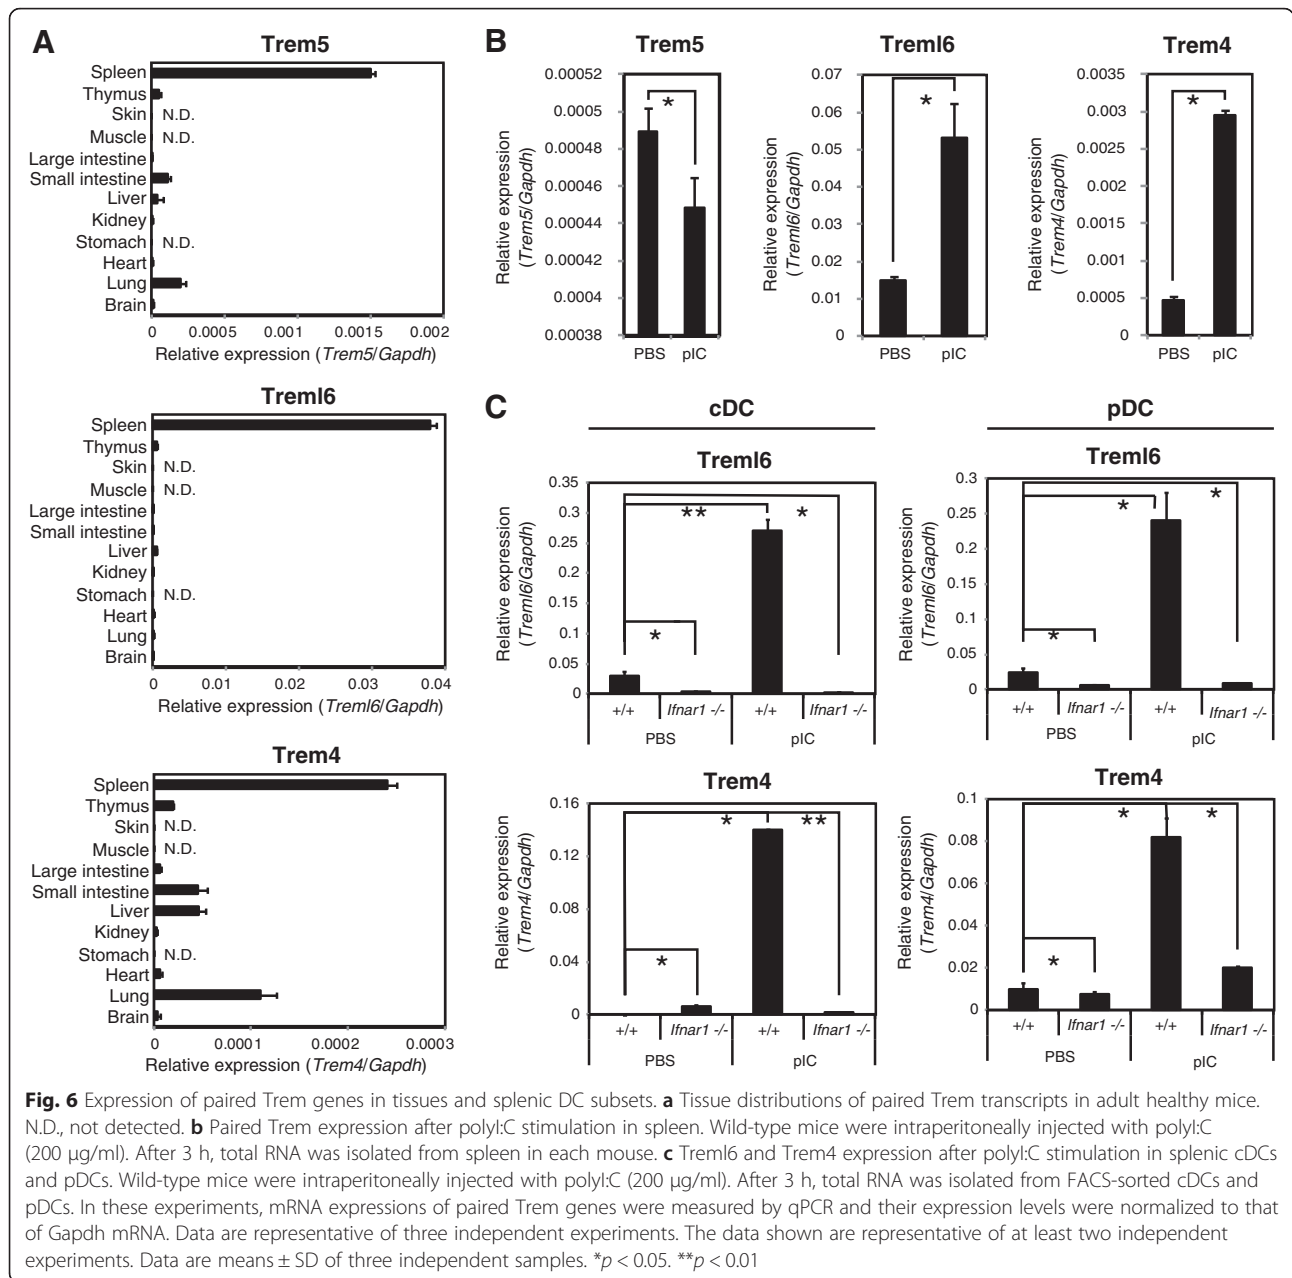 A
Trem5
Spleen
Thymus
Skin N.D.
Muscle N.D.
Large intestine
Small intestine
Liver
Kidney
Stomach N.D.
Heart
Lung
Brain
0 0.0005 0.001 0.0015 0.002
Relative expression (Trem5/Gapdh)
Treml6
Spleen
Thymus
Skin N.D.
Muscle N.D.
Large intestine
Small intestine
Liver
Kidney
Stomach N.D.
Heart
Lung
Brain
0 0.01 0.02 0.03 0.04
Relative expression (Treml6/Gapdh)
Trem4
Spleen
Thymus
Skin N.D.
Muscle N.D.
Large intestine
Small intestine
Liver
Kidney
Stomach N.D.
Heart
Lung
Brain
0 0.0001 0.0002 0.0003
Relative expression (Trem4/Gapdh)
B
Trem5
Relative expression
(Trem5/Gapdh)
0.00052
0.0005
0.00048
0.00046
0.00044
0.00042
0.0004
0.00038
*
PBS pIC
Treml6
Relative expression
(Treml6/Gapdh)
0.07
0.06
0.05
0.04
0.03
0.02
0.01
0
*
PBS pIC
Trem4
Relative expression
(Trem4/Gapdh)
0.0035
0.003
0.0025
0.002
0.0015
0.001
0.0005
0
*
PBS pIC
C
cDC
Treml6
Relative expression
(Treml6/Gapdh)
0.35
0.3
0.25
0.2
0.15
0.1
0.05
0
** *
*
+/+ Ifnar1 -/- +/+ Ifnar1 -/-
PBS pIC
Trem4
Relative expression
(Trem4/Gapdh)
0.16
0.12
0.08
0.04
0
* **
*
+/+ Ifnar1 -/- +/+ Ifnar1 -/-
PBS pIC
pDC
Treml6
Relative expression
(Treml6/Gapdh)
0.3
0.25
0.2
0.15
0.1
0.05
0
* *
*
+/+ Ifnar1 -/- +/+ Ifnar1 -/-
PBS pIC
Trem4
Relative expression
(Trem4/Gapdh)
0.1
0.08
0.06
0.04
0.02
0
* *
*
+/+ Ifnar1 -/- +/+ Ifnar1 -/-
PBS pIC
Fig. 6 Expression of paired Trem genes in tissues and splenic DC subsets. a Tissue distributions of paired Trem transcripts in adult healthy mice.
N.D., not detected. b Paired Trem expression after polyI:C stimulation in spleen. Wild-type mice were intraperitoneally injected with polyI:C
(200 μg/ml). After 3 h, total RNA was isolated from spleen in each mouse. c Treml6 and Trem4 expression after polyI:C stimulation in splenic cDCs
and pDCs. Wild-type mice were intraperitoneally injected with polyI:C (200 μg/ml). After 3 h, total RNA was isolated from FACS-sorted cDCs and
pDCs. In these experiments, mRNA expressions of paired Trem genes were measured by qPCR and their expression levels were normalized to that
of Gapdh mRNA. Data are representative of three independent experiments. The data shown are representative of at least two independent
experiments. Data are means ± SD of three independent samples. *p < 0.05. **p < 0.01